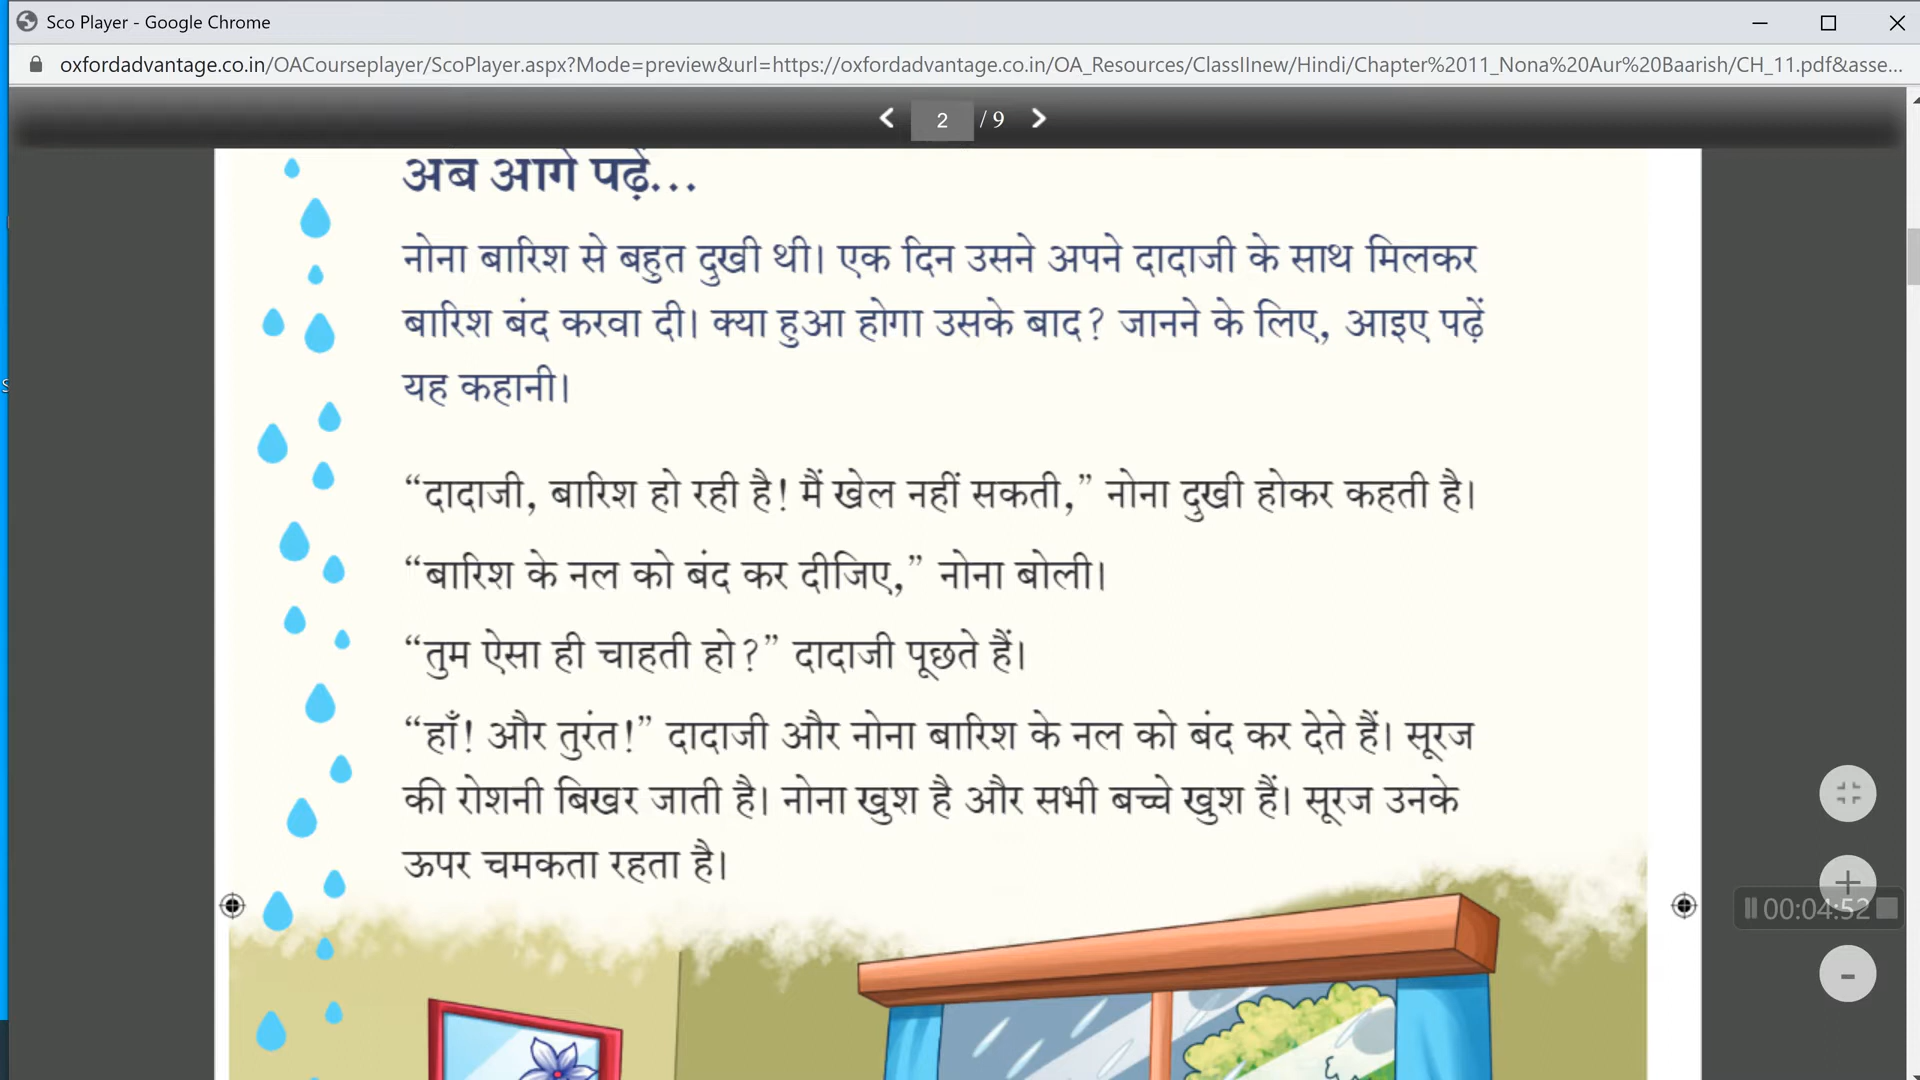 Sco Player - Google Chrome
oxfordadvantage.co.in/OACourseplayer/ScoPlayer.aspx?Mode=preview&url=https://oxfordadvantage.co.in/OA_Resources/ClassIInew/Hindi/Chapter%2011_Nona%20Aur%20Baarish/CH_11.pdf&asse...
2 / 9
अब आगे पढ़ें...
नोना बारिश से बहुत दुखी थी। एक दिन उसने अपने दादाजी के साथ मिलकर
बारिश बंद करवा दी। क्या हुआ होगा उसके बाद? जानने के लिए, आइए पढ़ें
यह कहानी।
“दादाजी, बारिश हो रही है! मैं खेल नहीं सकती,” नोना दुखी होकर कहती है।
“बारिश के नल को बंद कर दीजिए,” नोना बोली।
“तुम ऐसा ही चाहती हो?” दादाजी पूछते हैं।
“हाँ! और तुरंत!” दादाजी और नोना बारिश के नल को बंद कर देते हैं। सूरज
की रोशनी बिखर जाती है। नोना खुश है और सभी बच्चे खुश हैं। सूरज उनके
ऊपर चमकता रहता है।
00:04:52